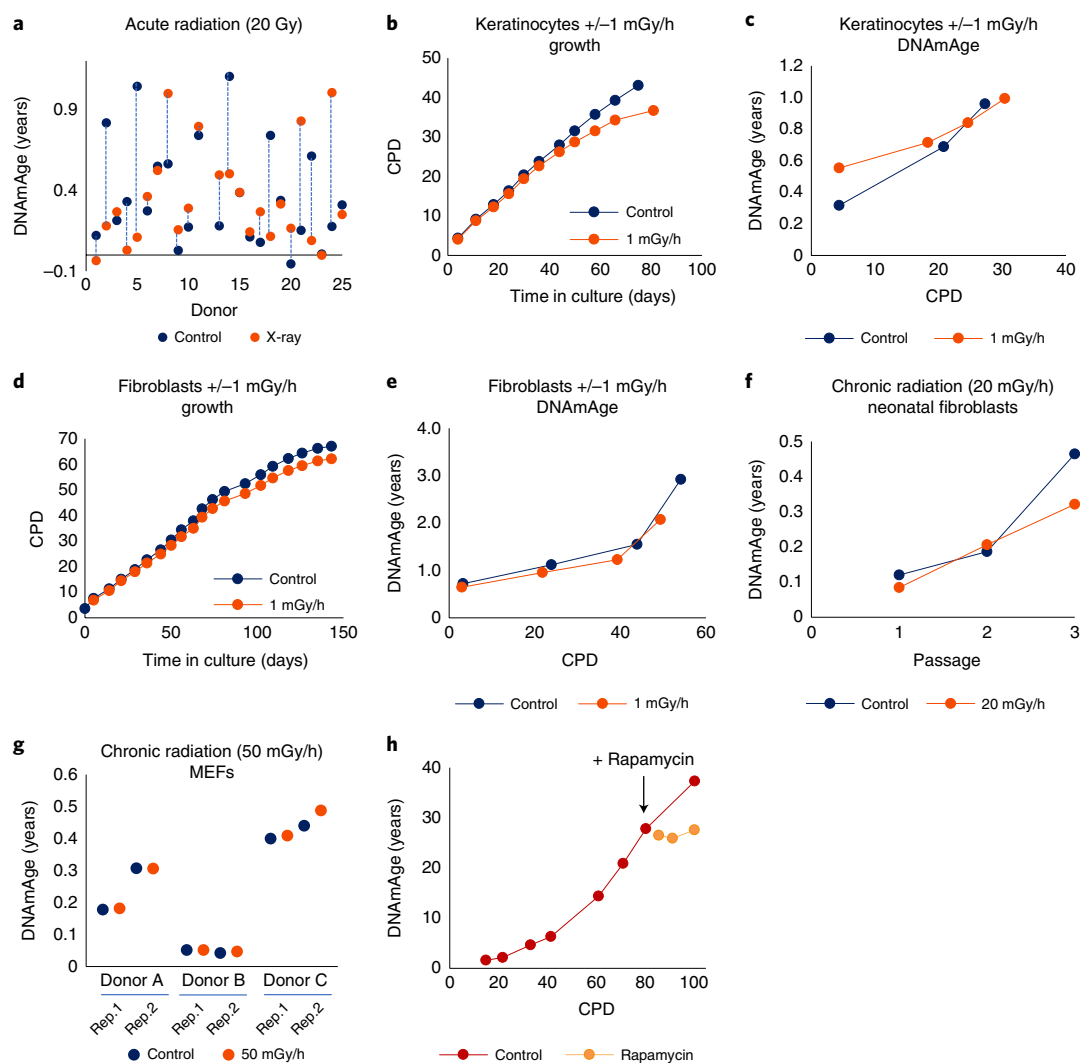 a
Acute radiation (20 Gy)
DNAmAge (years)
0.9
0.4
–0.1
0 5 10 15 20 25
Donor
Control X-ray
b
Keratinocytes +/–1 mGy/h
growth
CPD
50
40
30
20
10
0
0 20 40 60 80 100
Time in culture (days)
Control
1 mGy/h
c
Keratinocytes +/–1 mGy/h
DNAmAge
DNAmAge (years)
1.2
1.0
0.8
0.6
0.4
0.2
0
0 10 20 30 40
CPD
Control 1 mGy/h
d
Fibroblasts +/–1 mGy/h
growth
CPD
70
60
50
40
30
20
10
0
0 50 100 150
Time in culture (days)
Control
1 mGy/h
e
Fibroblasts +/–1 mGy/h
DNAmAge
DNAmAge (years)
4.0
3.0
2.0
1.0
0
0 20 40 60
CPD
Control 1 mGy/h
f
Chronic radiation (20 mGy/h)
neonatal fibroblasts
DNAmAge (years)
0.5
0.4
0.3
0.2
0.1
0
0 1 2 3
Passage
Control 20 mGy/h
g
Chronic radiation (50 mGy/h)
MEFs
DNAmAge (years)
0.6
0.5
0.4
0.3
0.2
0.1
0
Donor A Donor B Donor C
Rep.1 Rep.2 Rep.1 Rep.2 Rep.1 Rep.2
Control 50 mGy/h
h
+ Rapamycin
DNAmAge (years)
40
30
20
10
0
0 20 40 60 80 100
CPD
Control Rapamycin